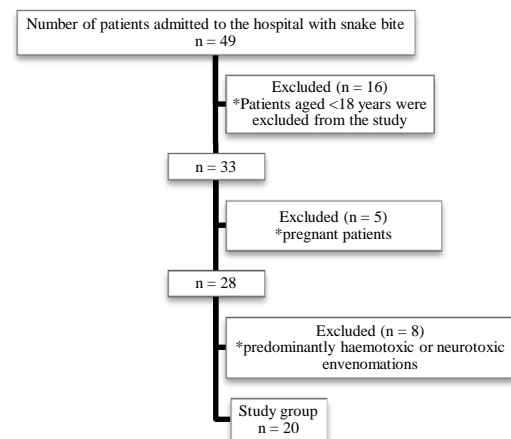 Number of patients admitted to the hospital with snake bite
n = 49
Excluded (n = 16)
*Patients aged <18 years were
excluded from the study
n = 33
Excluded (n = 5)
*pregnant patients
n = 28
Excluded (n = 8)
*predominantly haemotoxic or neurotoxic
envenomations
Study group
n = 20